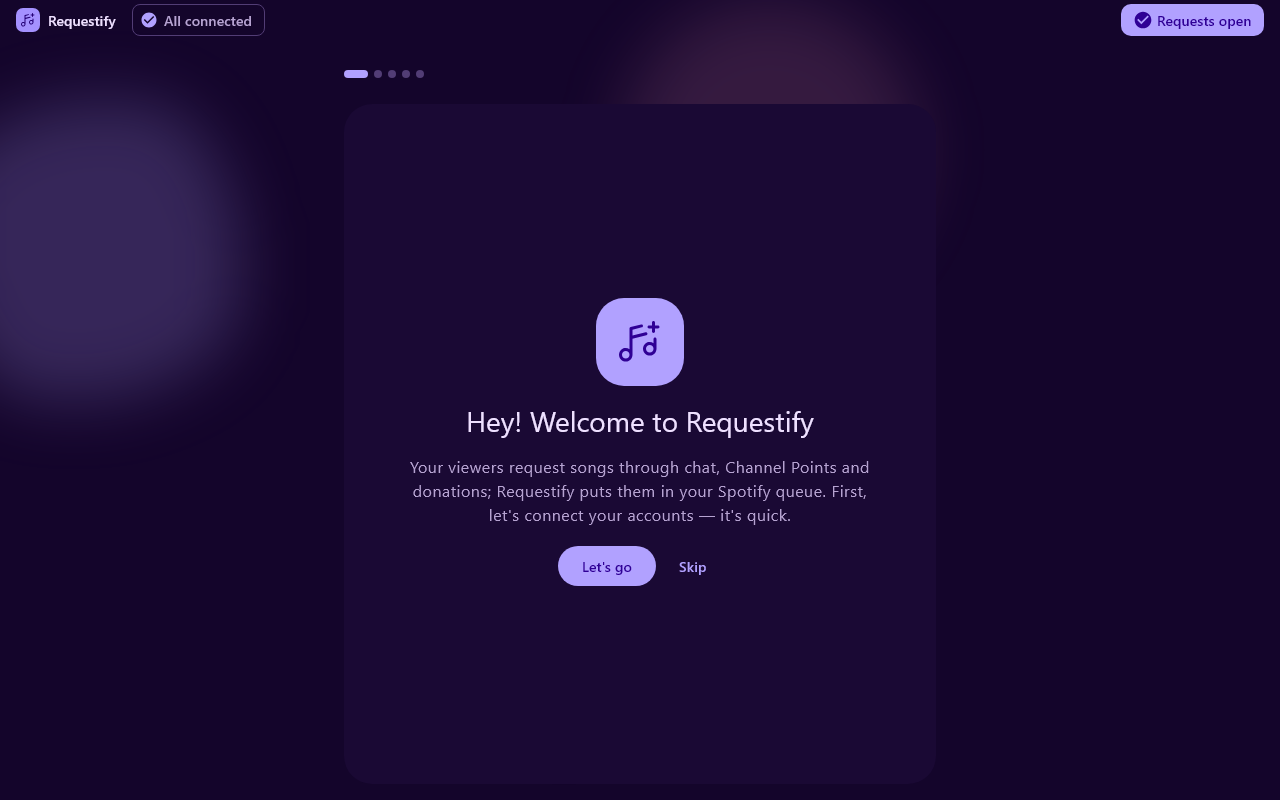 Requestify
All connected
Requests open
Hey! Welcome to Requestify
Your viewers request songs through chat, Channel Points and
donations; Requestify puts them in your Spotify queue. First,
let's connect your accounts — it's quick.
Let's go
Skip